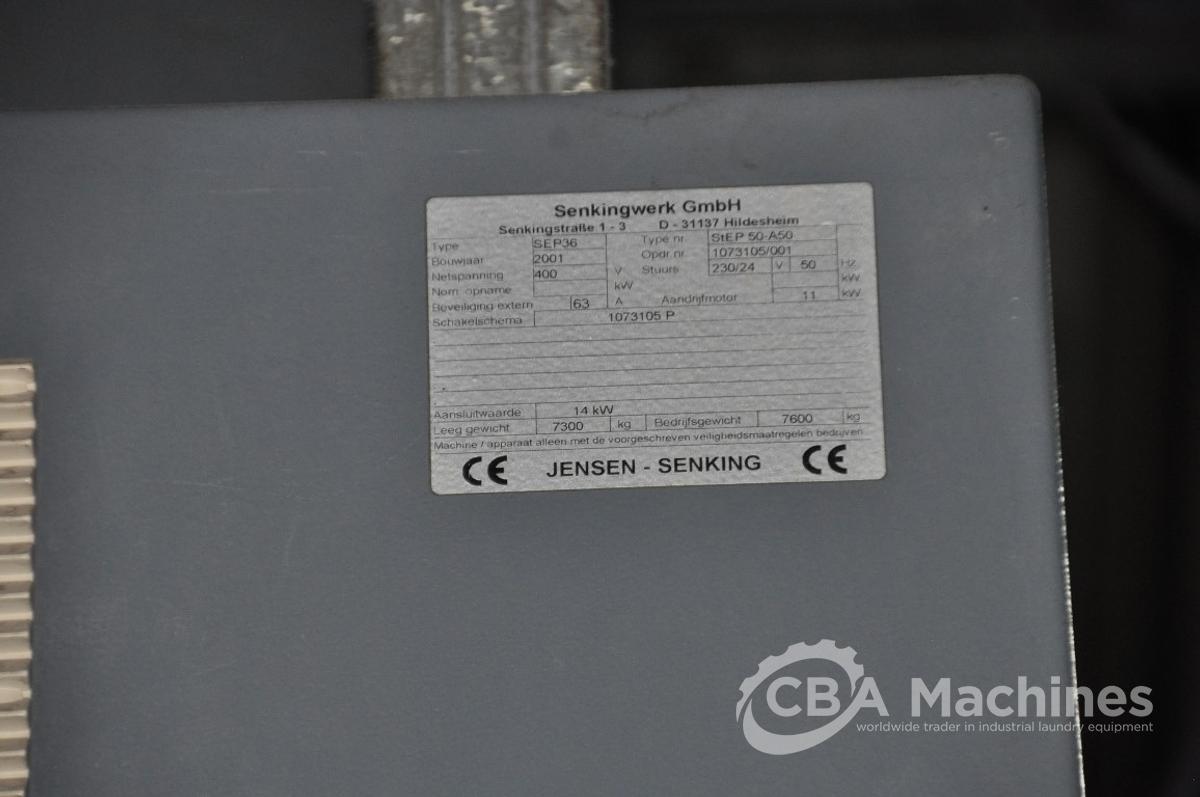 Senkingwerk GmbH
Senkingstraße 1 - 3 D - 31137 Hildesheim
Type SEP36 Type nr. StEP 50-A50
Bouwjaar 2001 Opdr.nr. 1073105/001
Netspanning 400 V Stuurs 230/24 V 50 Hz
Nom. opname kW kW
Beveiliging extern 63 A Aandrijfmotor 11 kW
Schakelschema 1073105 P
Aansluitwaarde 14 kW
Leeg gewicht 7300 kg Bedrijfsgewicht 7600 kg
Machine / apparaat alleen met de voorgeschreven veiligheidsmaatregelen bedrijven
CE JENSEN - SENKING CE
CBA Machines
worldwide trader in industrial laundry equipment